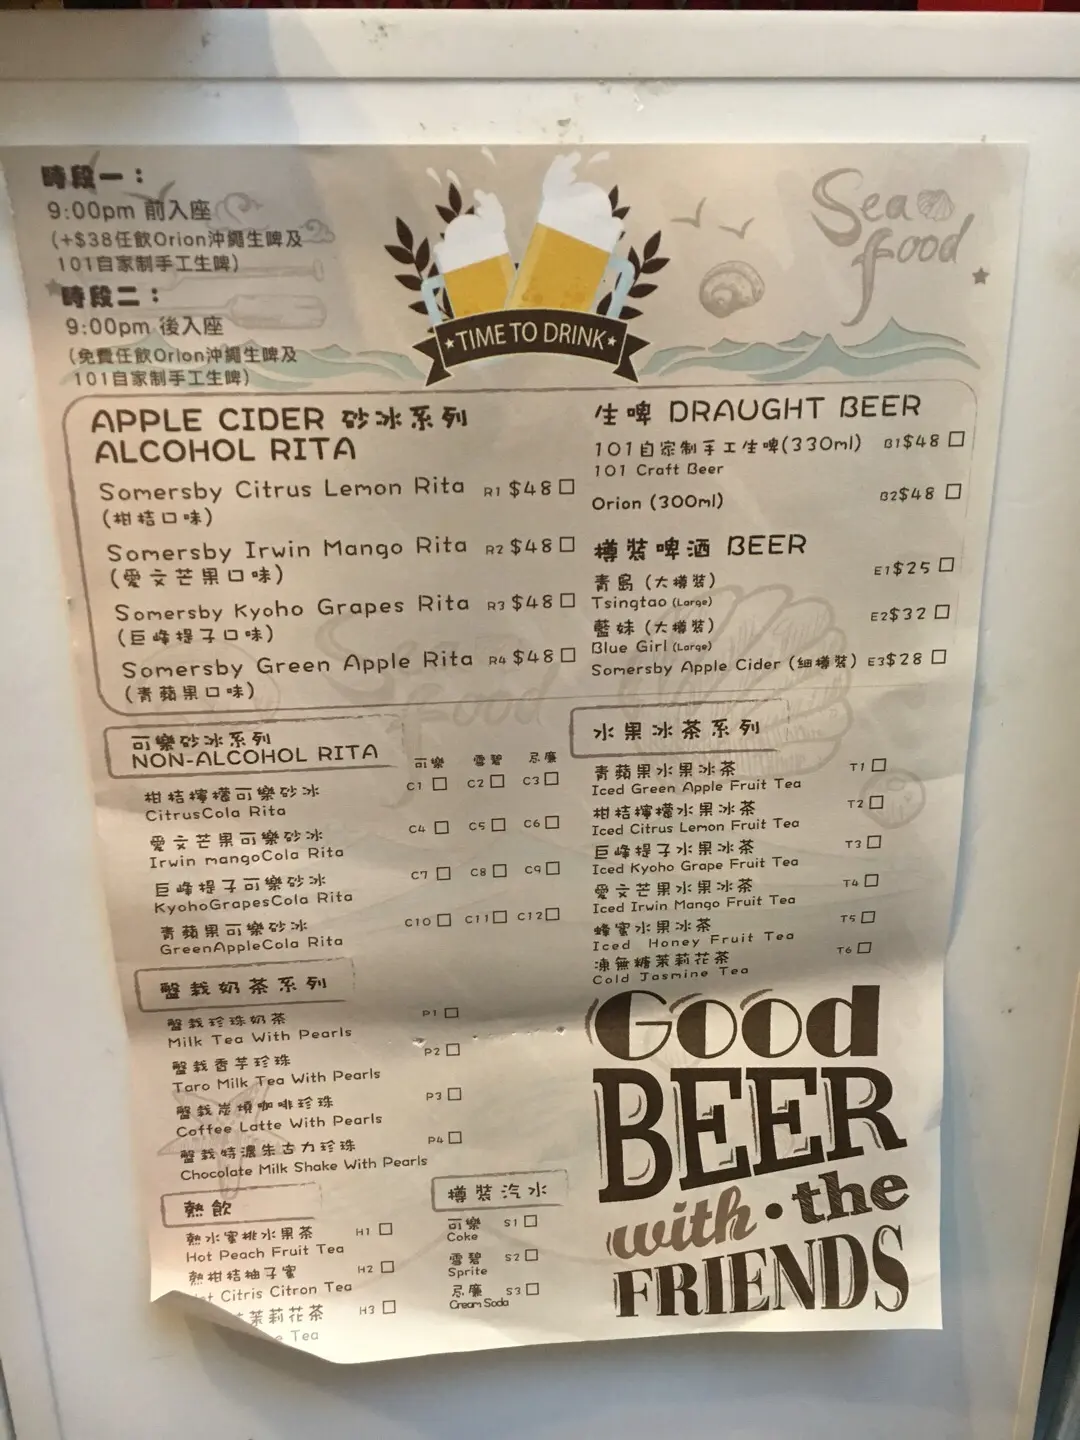 時段一：
9:00pm 前入座
(+$38任飲Orion沖繩生啤及
101自家制手工生啤)
時段二：
9:00pm 後入座
(免費任飲Orion沖繩生啤及
101自家制手工生啤)
TIME TO DRINK
Sea
food
APPLE CIDER 砂冰系列
ALCOHOL RITA
Somersby Citrus Lemon Rita R1 $48
(柑桔口味)
Somersby Irwin Mango Rita R2 $48
(愛文芒果口味)
Somersby Kyoho Grapes Rita R3 $48
(巨峰提子口味)
Somersby Green Apple Rita R4 $48
(青蘋果口味)
生啤 DRAUGHT BEER
101自家制手工生啤(330ml) B1 $48
101 Craft Beer
Orion (300ml) B2 $48
樽裝啤酒 BEER
青島 (大樽裝) E1 $25
Tsingtao (Large)
藍妹 (大樽裝) E2 $32
Blue Girl (Large)
Somersby Apple Cider (細樽裝) E3 $28
Sea
food
可樂砂冰系列
NON-ALCOHOL RITA
可樂 雪碧 忌廉
柑桔檸檬可樂砂冰 C1 C2 C3
CitrusCola Rita
愛文芒果可樂砂冰 C4 C5 C6
Irwin mangoCola Rita
巨峰提子可樂砂冰 C7 C8 C9
KyohoGrapesCola Rita
青蘋果可樂砂冰 C10 C11 C12
GreenAppleCola Rita
水果冰茶系列
青蘋果水果冰茶 T1
Iced Green Apple Fruit Tea
柑桔檸檬水果冰茶 T2
Iced Citrus Lemon Fruit Tea
巨峰提子水果冰茶 T3
Iced Kyoho Grape Fruit Tea
愛文芒果水果冰茶 T4
Iced Irwin Mango Fruit Tea
蜂蜜水果冰茶 T5
Iced Honey Fruit Tea
凍無糖茉莉花茶 T6
Cold Jasmine Tea
盤栽奶茶系列
盤栽珍珠奶茶 P1
Milk Tea With Pearls
盤栽香芋珍珠 P2
Taro Milk Tea With Pearls
盤栽炭燒咖啡珍珠 P3
Coffee Latte With Pearls
盤栽特濃朱古力珍珠 P4
Chocolate Milk Shake With Pearls
熱飲
熱水蜜桃水果茶 H1
Hot Peach Fruit Tea
熱柑桔柚子蜜 H2
Citris Citron Tea
茉莉花茶 H3
Tea
樽裝汽水
可樂 S1
Coke
雪碧 S2
Sprite
忌廉 S3
Cream Soda
GOOD
BEER
with • the
FRIENDS